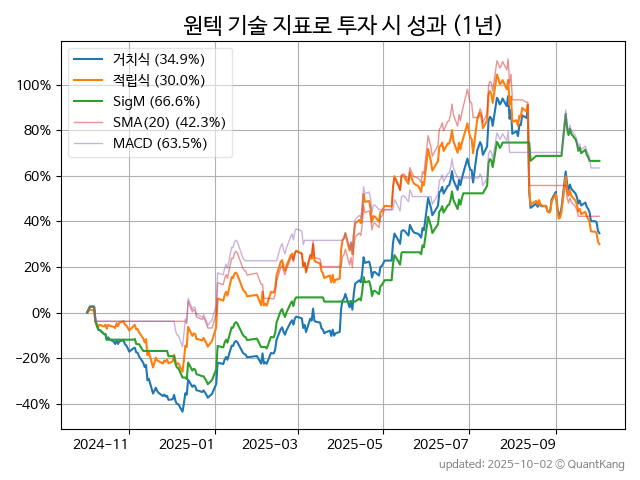 원텍 기술 지표로 투자 시 성과 (1년)
거치식 (34.9%)
적립식 (30.0%)
SigM (66.6%)
SMA(20) (42.3%)
MACD (63.5%)
100%
80%
60%
40%
20%
0%
−20%
−40%
2024-11 2025-01 2025-03 2025-05 2025-07 2025-09
updated: 2025-10-02 © QuantKang